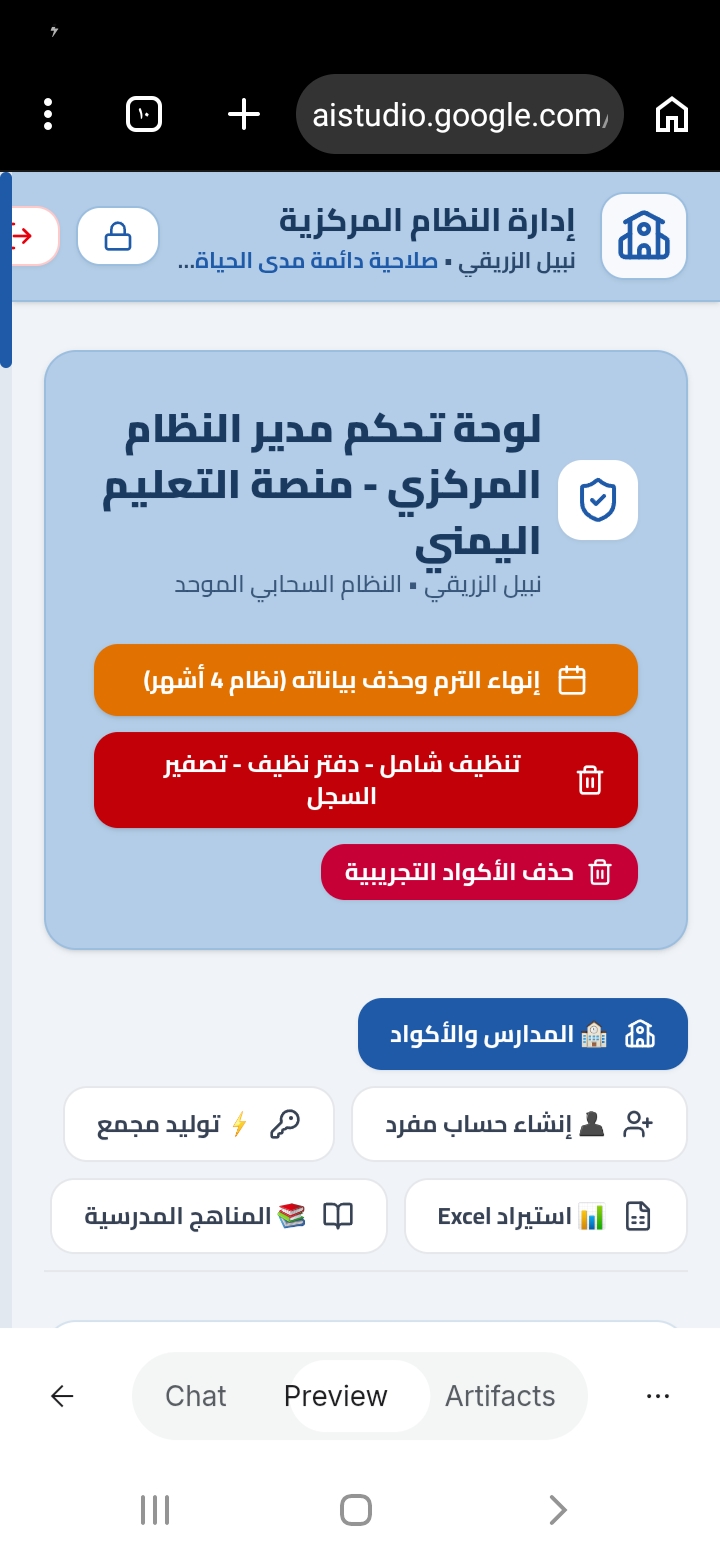 aistudio.google.com/
١٠
إدارة النظام المركزية
نبيل الزريقي ▪ صلاحية دائمة مدى الحياة...
لوحة تحكم مدير النظام
المركزي - منصة التعليم
اليمني
نبيل الزريقي ▪ النظام السحابي الموحد
إنهاء الترم وحذف بياناته (نظام 4 أشهر)
تنظيف شامل - دفتر نظيف - تصفير
السجل
حذف الأكواد التجريبية
المدارس والأكواد
إنشاء حساب مفرد
توليد مجمع
استيراد Excel
المناهج المدرسية
Chat
Preview
Artifacts